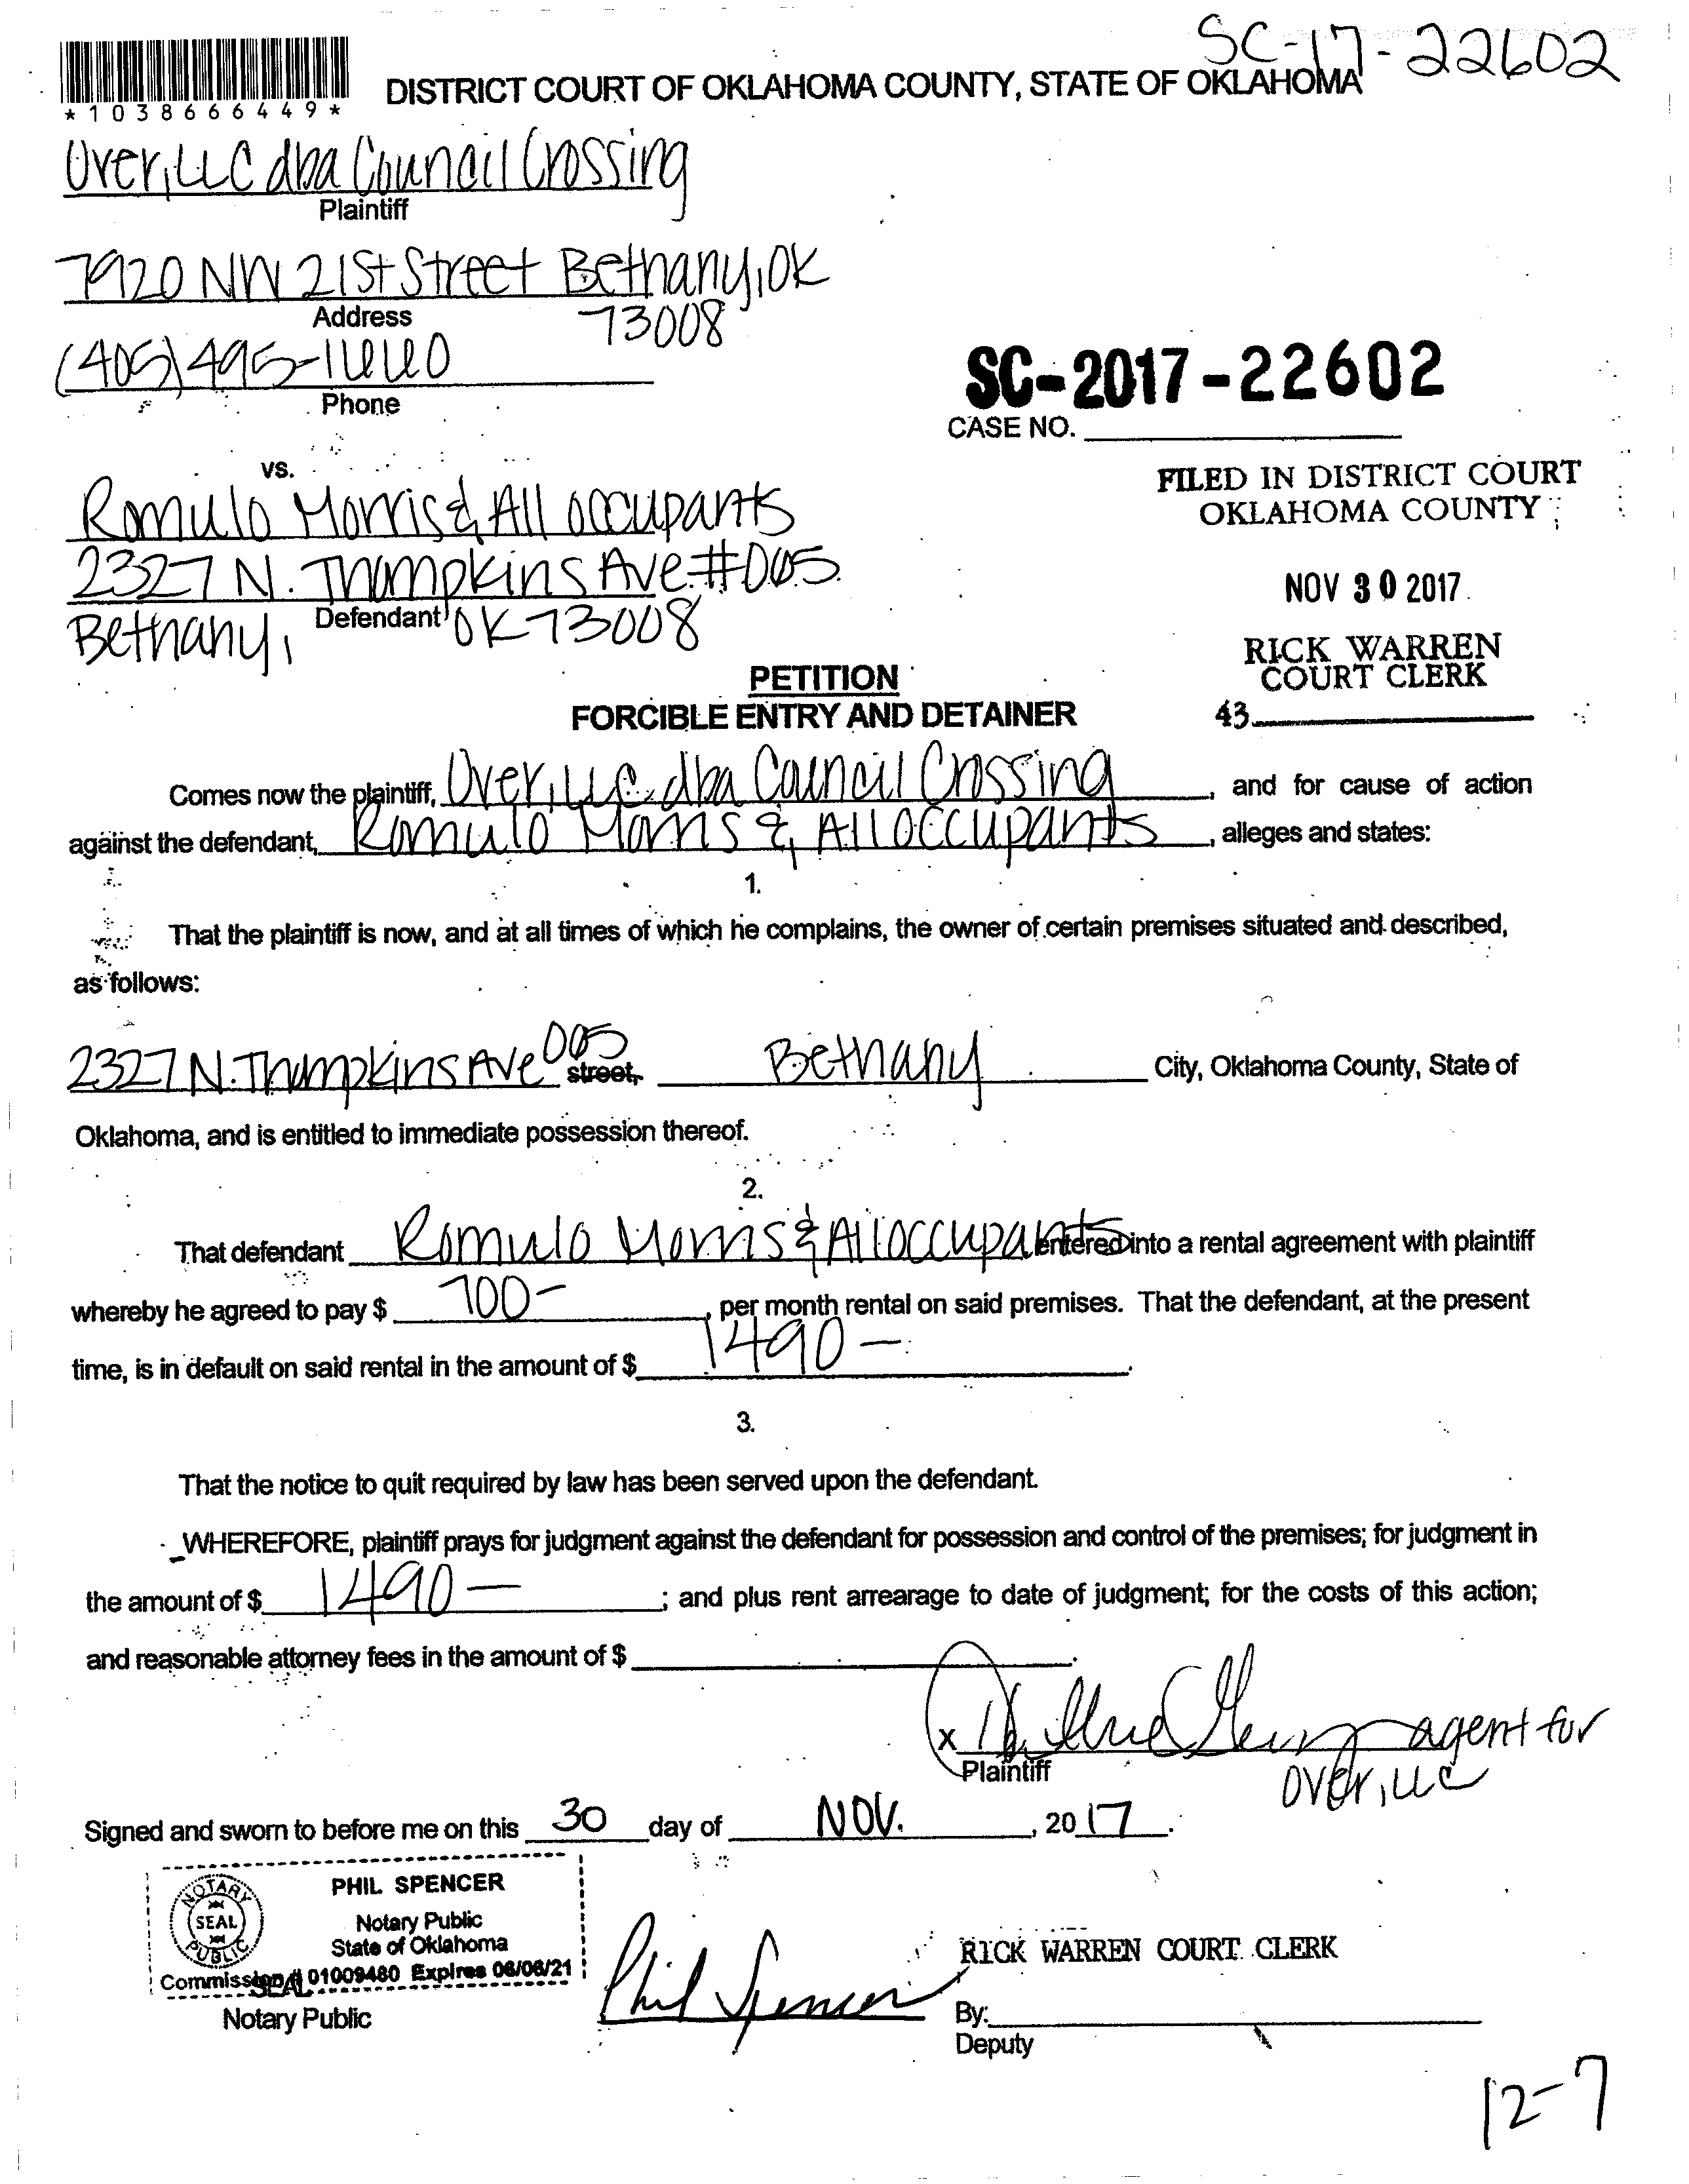 SC-17-22602
*1038666449*
DISTRICT COURT OF OKLAHOMA COUNTY, STATE OF OKLAHOMA
Over, LLC dba Council Crossing
Plaintiff
7920 NW 21st Street Bethany, OK
Address
73008
(405) 495-1660
Phone
SC-2017-22602
CASE NO.
vs.
Romulo Morris & All occupants
2327 N. Thompkins Ave. #005
Defendant
Bethany, OK 73008
FILED IN DISTRICT COURT
OKLAHOMA COUNTY
NOV 30 2017
RICK WARREN
COURT CLERK
43
PETITION
FORCIBLE ENTRY AND DETAINER
Comes now the plaintiff, Over, LLC dba Council Crossing, and for cause of action
against the defendant, Romulo Morris & All occupants, alleges and states:
1.
That the plaintiff is now, and at all times of which he complains, the owner of certain premises situated and described,
as follows:
2327 N. Thompkins Ave 005 street, Bethany City, Oklahoma County, State of
Oklahoma, and is entitled to immediate possession thereof.
2.
That defendant Romulo Morris & All occupants entered into a rental agreement with plaintiff
whereby he agreed to pay $ 700-, per month rental on said premises. That the defendant, at the present
time, is in default on said rental in the amount of $ 1490-.
3.
That the notice to quit required by law has been served upon the defendant.
WHEREFORE, plaintiff prays for judgment against the defendant for possession and control of the premises; for judgment in
the amount of $ 1490-; and plus rent arrearage to date of judgment; for the costs of this action;
and reasonable attorney fees in the amount of $ .
x agent for
Plaintiff Over, LLC
Signed and sworn to before me on this 30 day of NOV., 2017.
NOTARY PUBLIC
SEAL
PHIL SPENCER
Notary Public
State of Oklahoma
Commission # 01009480 Expires 06/06/21
SEAL
Notary Public
Phil Spencer
RICK WARREN COURT CLERK
By:
Deputy
12-7